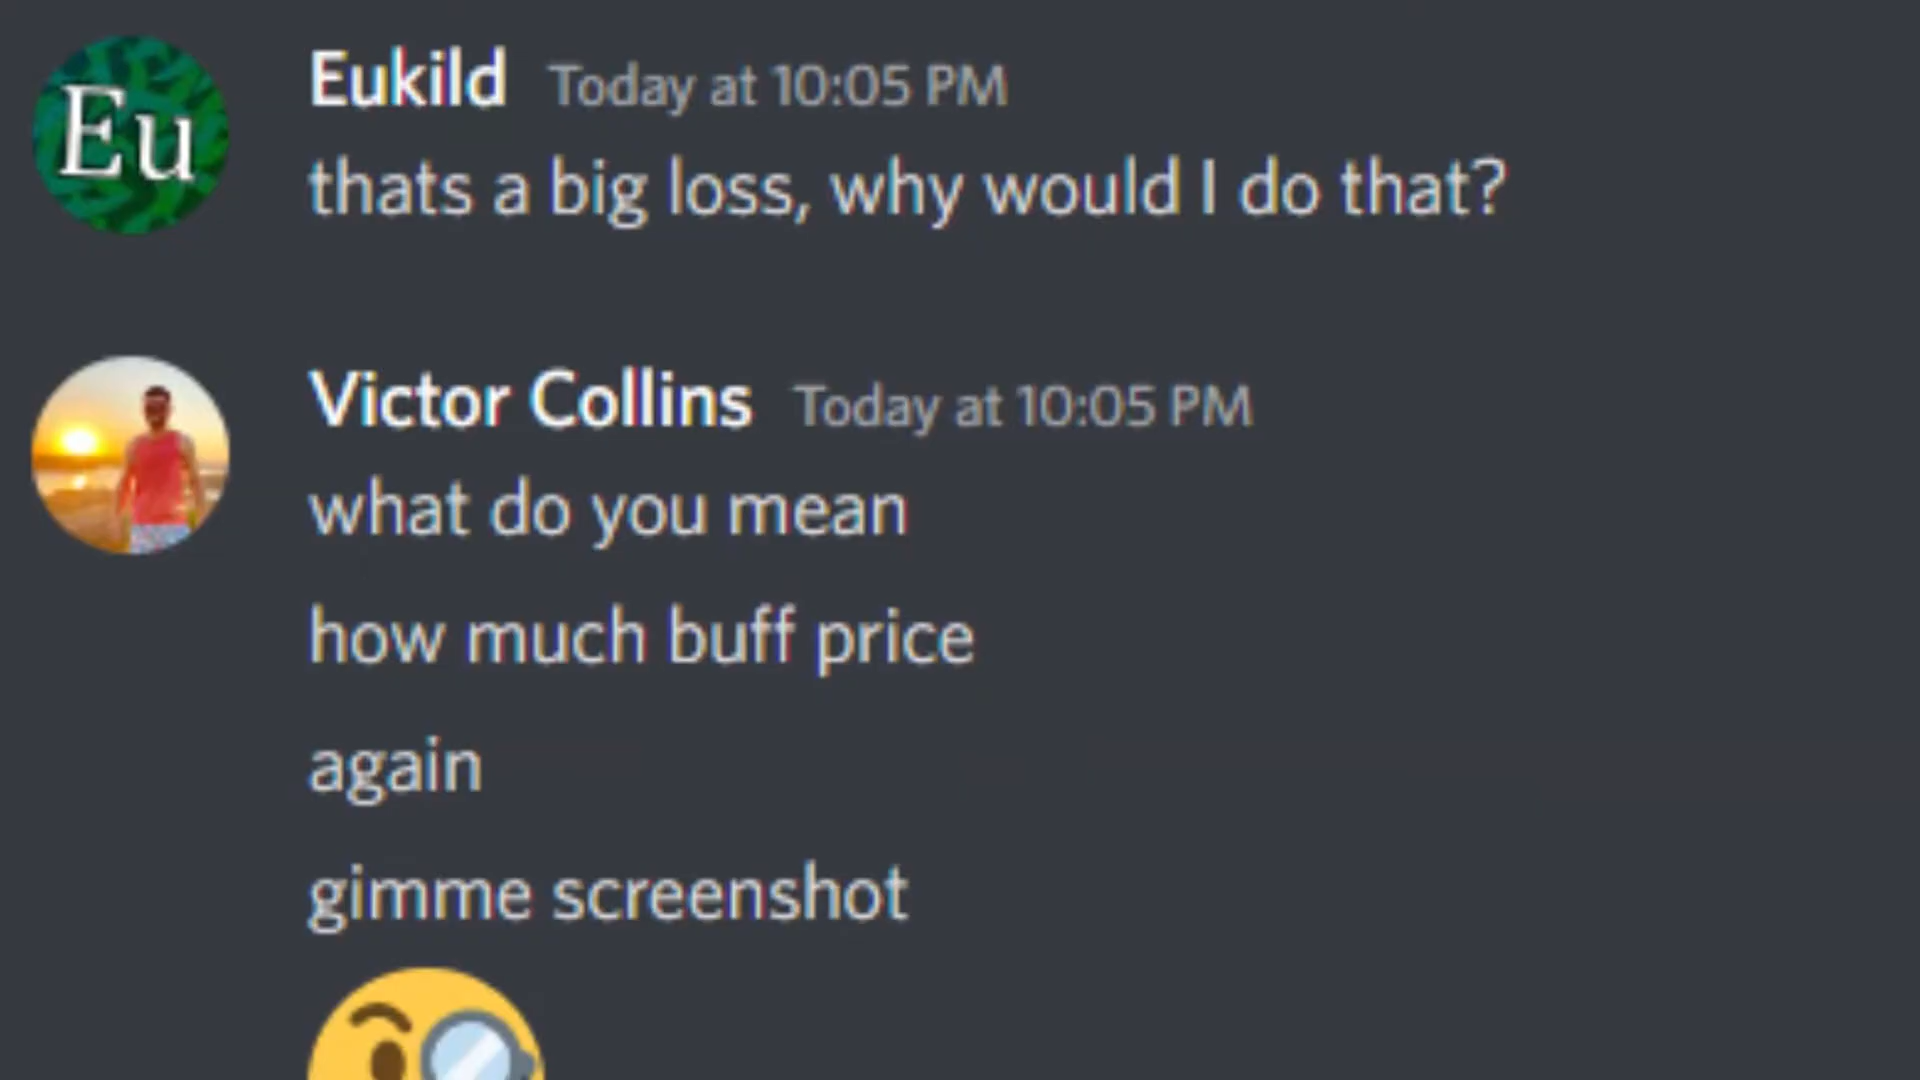 Eu
Eukild Today at 10:05 PM
thats a big loss, why would I do that?
Victor Collins Today at 10:05 PM
what do you mean
how much buff price
again
gimme screenshot